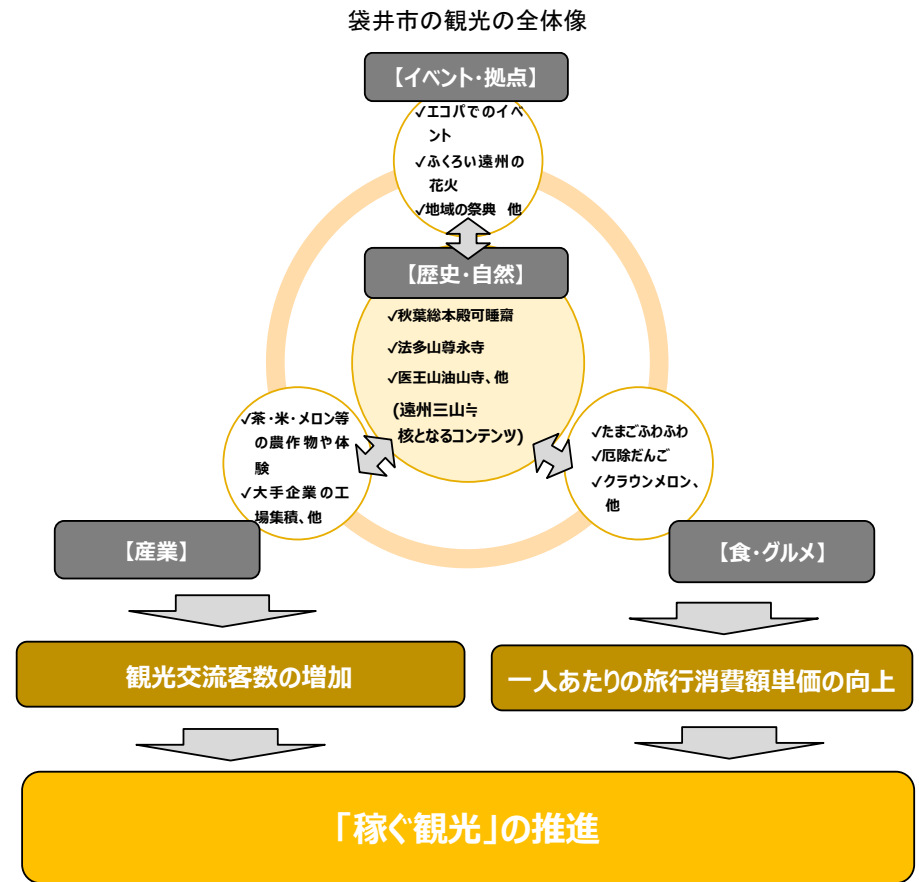 袋井市の観光の全体像
【イベント・拠点】
✓エコパでのイベ
ント
✓ふくろい遠州の
花火
✓地域の祭典 他
【歴史・自然】
✓秋葉総本殿可睡齋
✓法多山尊永寺
✓医王山油山寺、他
(遠州三山≒
核となるコンテンツ)
✓茶・米・メロン等
の農作物や体
験
✓大手企業の工
場集積、他
【産業】
✓たまごふわふわ
✓厄除だんご
✓クラウンメロン、
他
【食・グルメ】
観光交流客数の増加
一人あたりの旅行消費額単価の向上
「稼ぐ観光」の推進